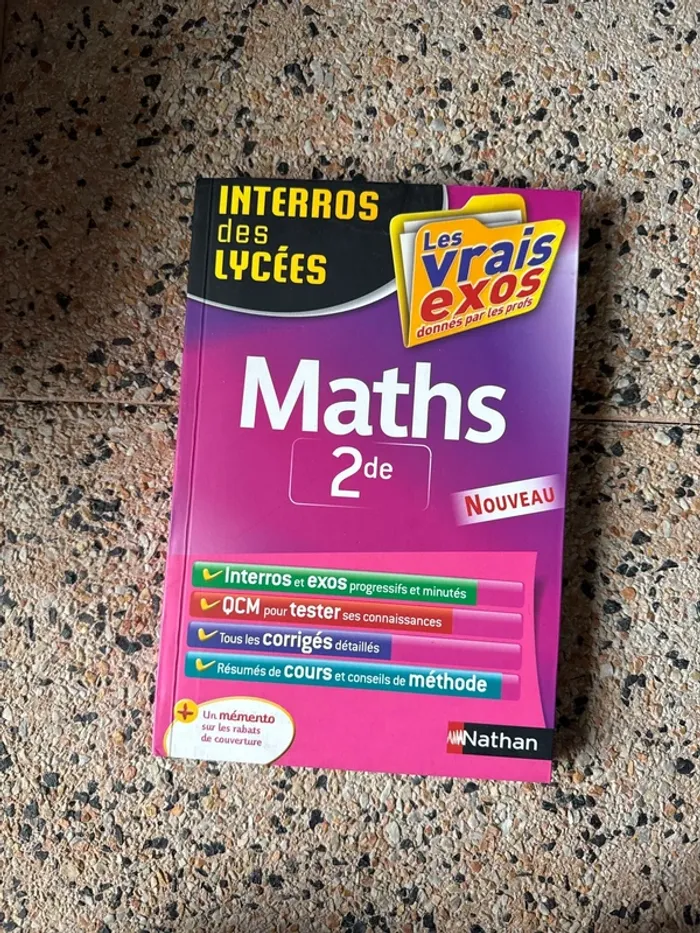 INTERROS
des
LYCÉES
Les
vrais
exos
donnés par les profs
Maths
2de
NOUVEAU
Interros et exos progressifs et minutés
QCM pour tester ses connaissances
Tous les corrigés détaillés
Résumés de cours et conseils de méthode
+ Un mémento
sur les rabats
de couverture
Nathan